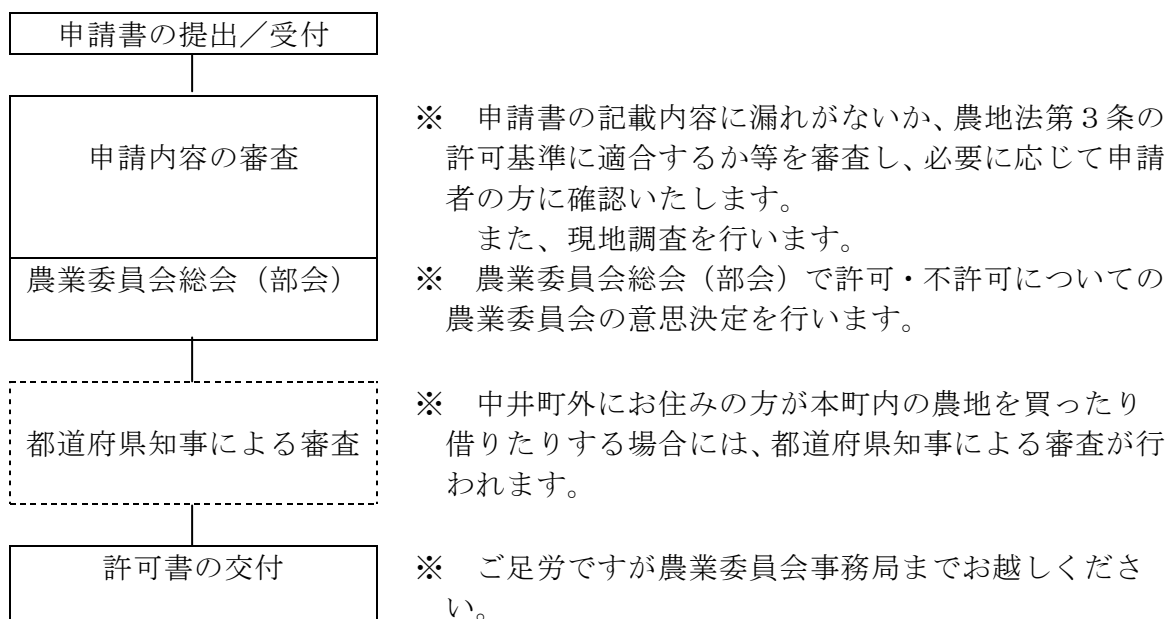 申請書の提出／受付
申請内容の審査
※　申請書の記載内容に漏れがないか、農地法第３条の
許可基準に適合するか等を審査し、必要に応じて申請
者の方に確認いたします。
また、現地調査を行います。
農業委員会総会（部会）
※　農業委員会総会（部会）で許可・不許可についての
農業委員会の意思決定を行います。
都道府県知事による審査
※　中井町外にお住みの方が本町内の農地を買ったり
借りたりする場合には、都道府県知事による審査が行
われます。
許可書の交付
※　ご足労ですが農業委員会事務局までお越しくださ
い。